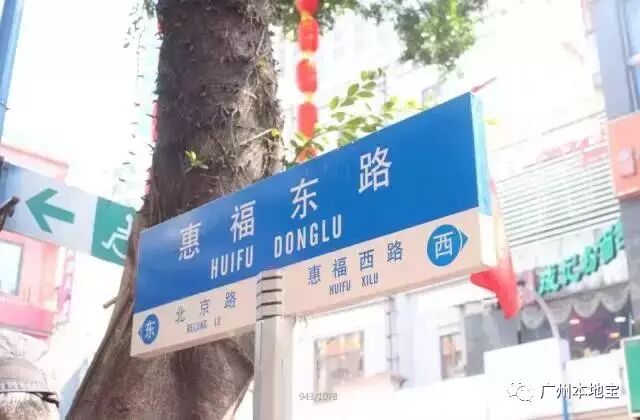 惠福东路
HUIFU DONGLU
东
北京路
BEIJING LU
惠福西路
HUIFU XILU
西
943/1078
广州本地宝